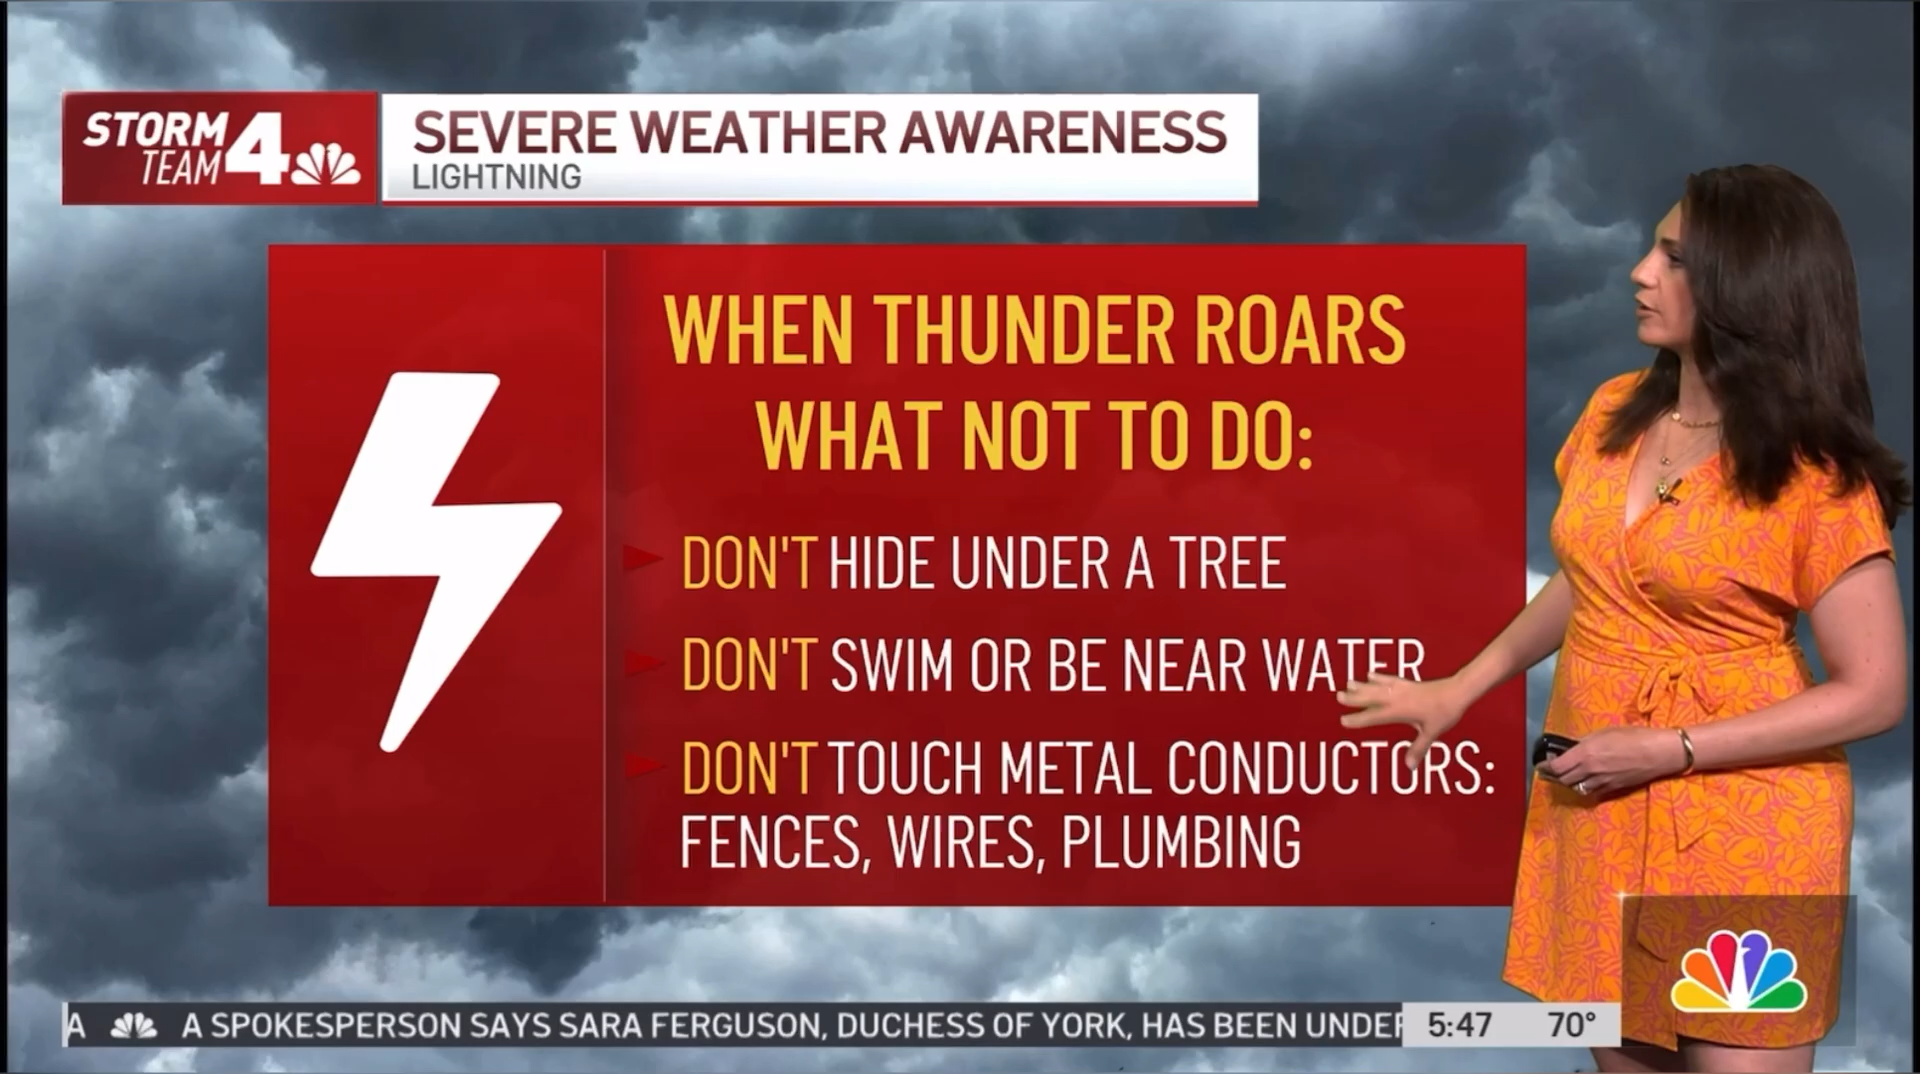 STORM
TEAM 4
SEVERE WEATHER AWARENESS
LIGHTNING
WHEN THUNDER ROARS
WHAT NOT TO DO:
DON'T HIDE UNDER A TREE
DON'T SWIM OR BE NEAR WATER
DON'T TOUCH METAL CONDUCTORS:
FENCES, WIRES, PLUMBING
A A SPOKESPERSON SAYS SARA FERGUSON, DUCHESS OF YORK, HAS BEEN UNDER 5:47 70°